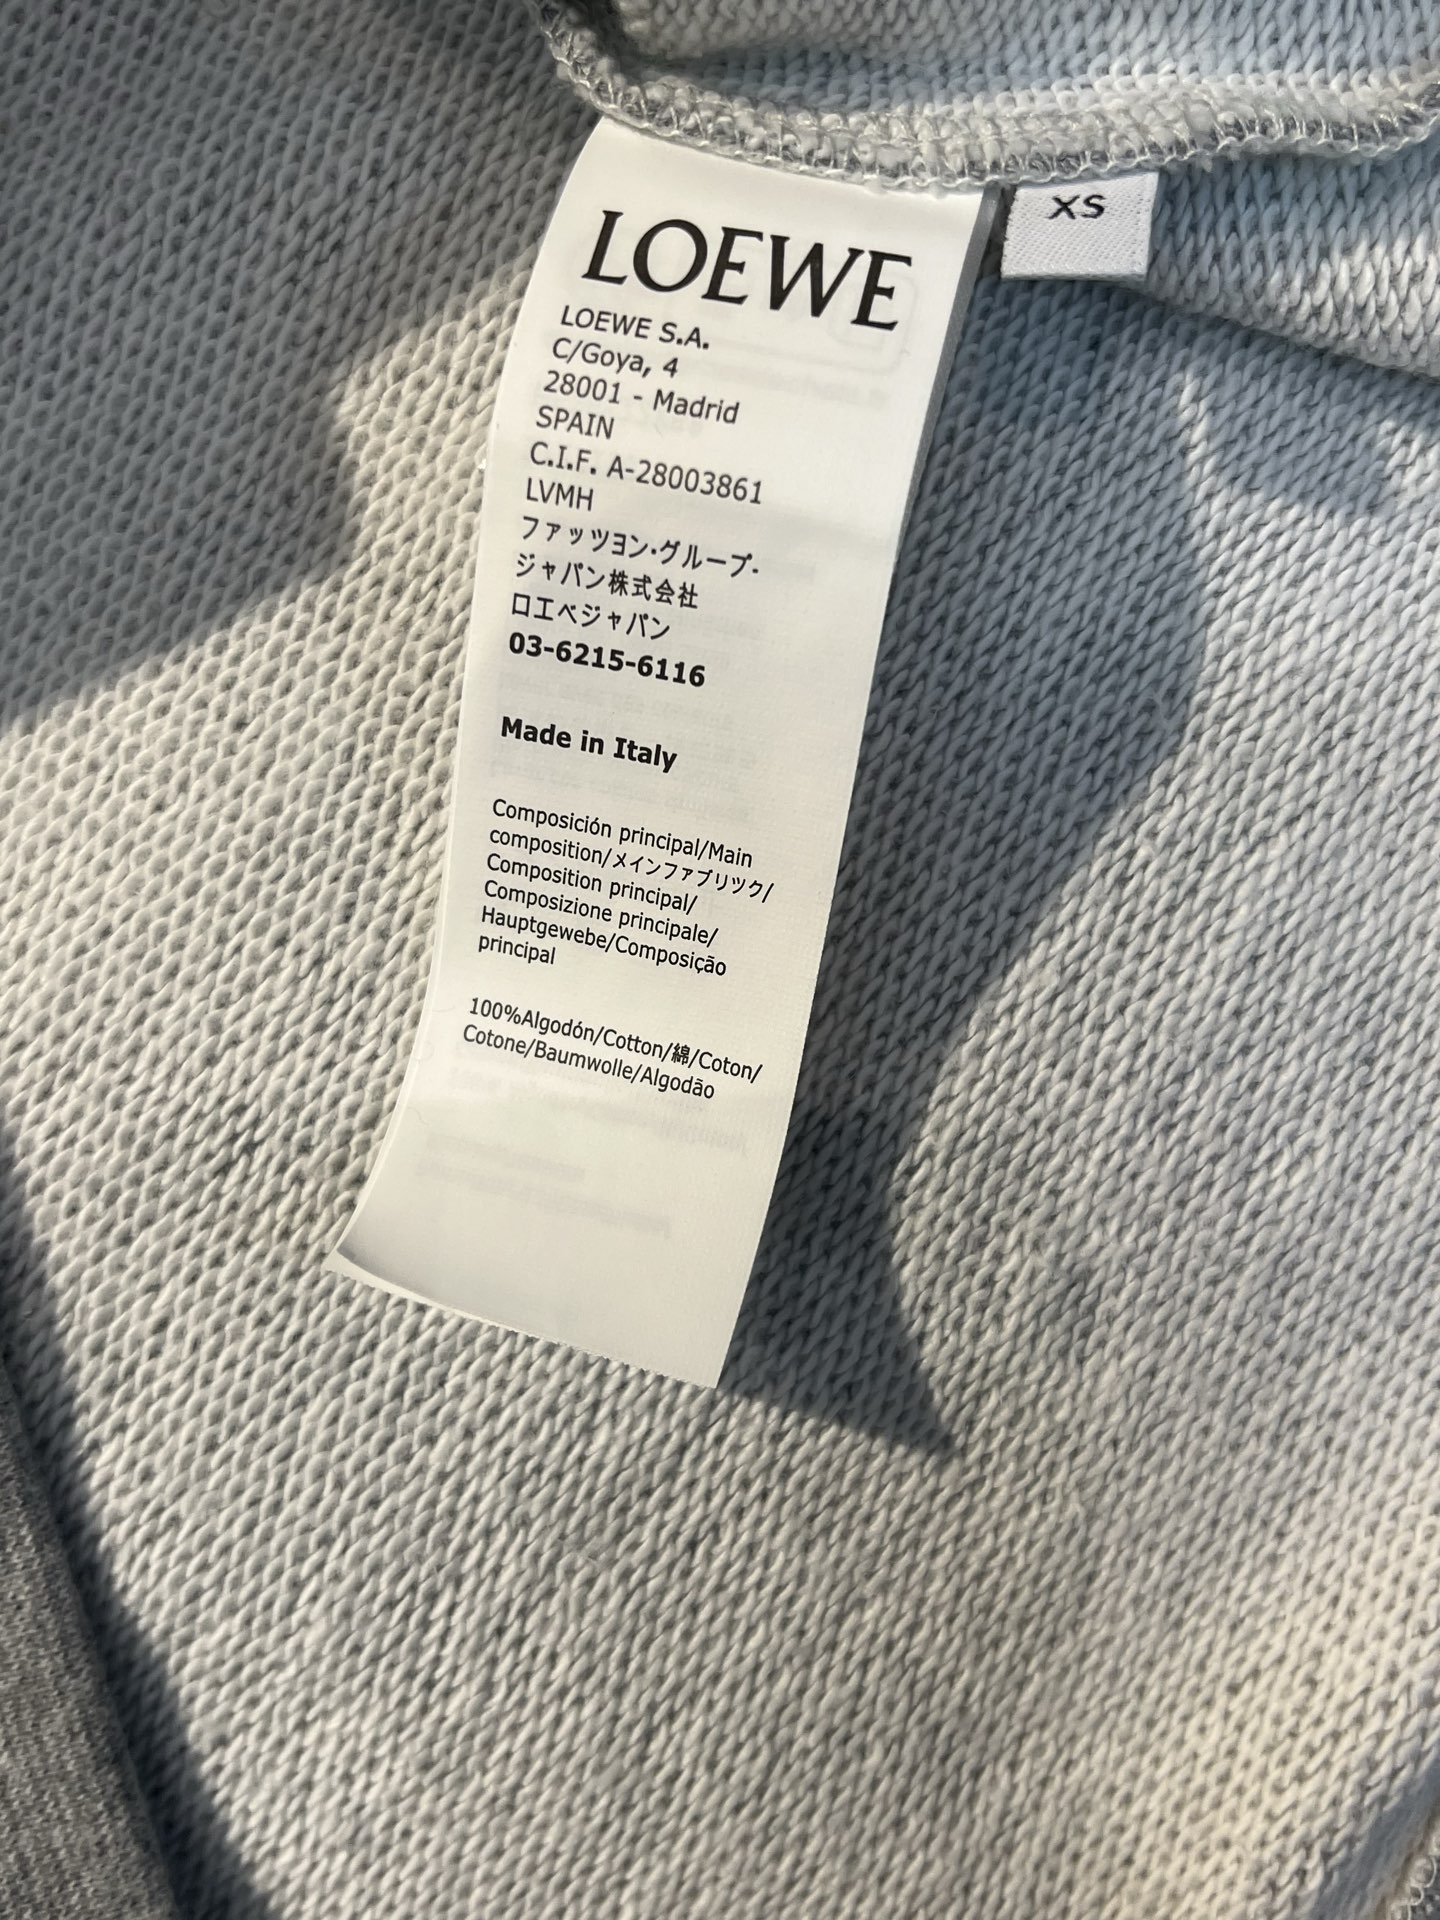 LOEWE
XS
LOEWE S.A.
C/Goya, 4
28001 - Madrid
SPAIN
C.I.F. A-28003861
LVMH
ファッツヨン・グループ・
ジャパン株式会社
ロエベジャパン
03-6215-6116
Made in Italy
Composición principal/Main
composition/メインファブリツク/
Composition principal/
Composizione principale/
Hauptgewebe/Composição
principal
100%Algodón/Cotton/綿/Coton/
Cotone/Baumwolle/Algodão